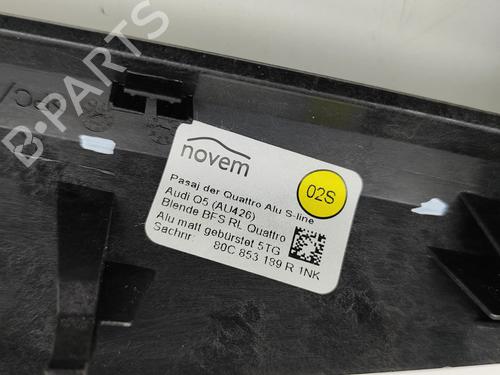 B-PARTS
novem
02S
Pasaj der Quattro Alu S-line
Audi Q5 (AU426)
Blende BFS RL Quattro
Alu matt gebürstet 5TG
Sachnr. 80C 853 189 R 1NK